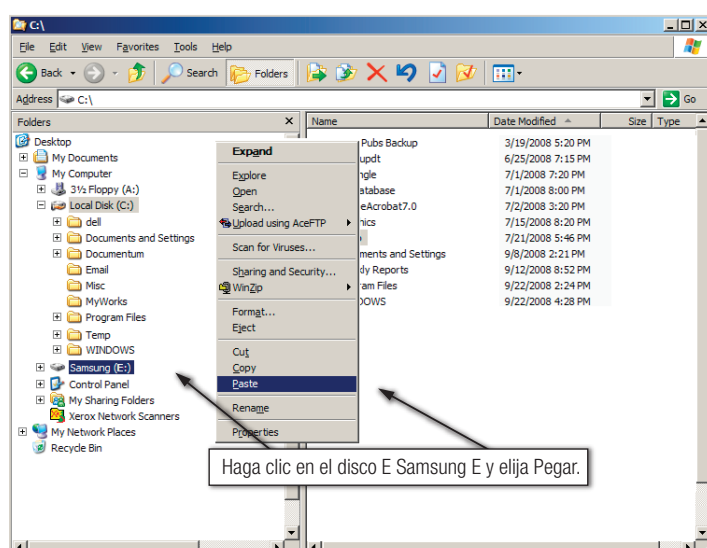 C:\
File Edit View Favorites Tools Help
Back Search Folders
Address C:\ Go
Folders x Name Date Modified Size Type
Desktop
My Documents
My Computer
3½ Floppy (A:)
Local Disk (C:)
dell
Documents and Settings
Documentum
Email
Misc
MyWorks
Program Files
Temp
WINDOWS
Samsung (E:)
Control Panel
My Sharing Folders
Xerox Network Scanners
My Network Places
Recycle Bin
Expand
Explore
Open
Search...
Upload using AceFTP
Scan for Viruses...
Sharing and Security...
WinZip
Format...
Eject
Cut
Copy
Paste
Rename
Properties
Pubs Backup 3/19/2008 5:20 PM
updt 6/25/2008 7:15 PM
ngle 7/1/2008 7:20 PM
atabase 7/1/2008 8:00 PM
eAcrobat7.0 7/2/2008 3:20 PM
nics 7/15/2008 8:20 PM
7/21/2008 5:46 PM
ments and Settings 9/8/2008 2:21 PM
dly Reports 9/12/2008 8:52 PM
ram Files 9/22/2008 2:24 PM
DOWS 9/22/2008 4:28 PM
Haga clic en el disco E Samsung E y elija Pegar.